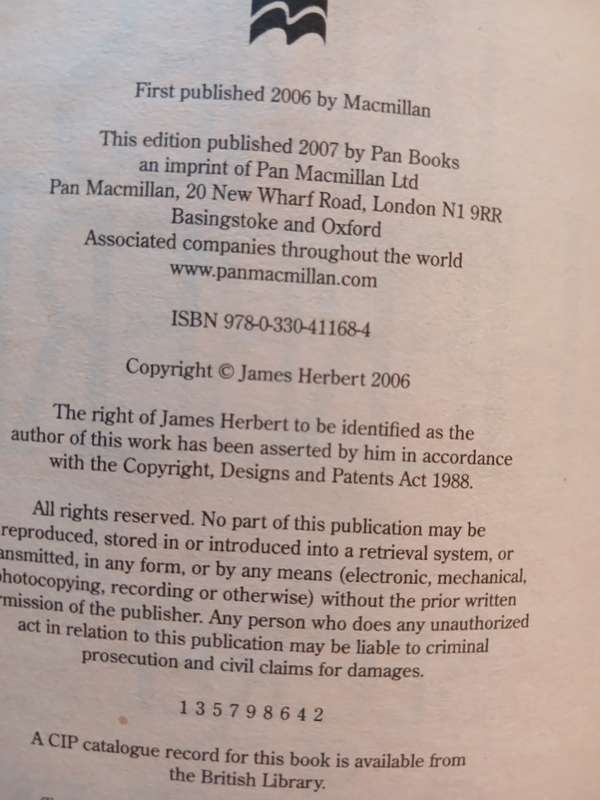 First published 2006 by Macmillan
This edition published 2007 by Pan Books
an imprint of Pan Macmillan Ltd
Pan Macmillan, 20 New Wharf Road, London N1 9RR
Basingstoke and Oxford
Associated companies throughout the world
www.panmacmillan.com
ISBN 978-0-330-41168-4
Copyright © James Herbert 2006
The right of James Herbert to be identified as the
author of this work has been asserted by him in accordance
with the Copyright, Designs and Patents Act 1988.
All rights reserved. No part of this publication may be
reproduced, stored in or introduced into a retrieval system, or
ansmitted, in any form, or by any means (electronic, mechanical,
hotocopying, recording or otherwise) without the prior written
rmission of the publisher. Any person who does any unauthorized
act in relation to this publication may be liable to criminal
prosecution and civil claims for damages.
1 3 5 7 9 8 6 4 2
A CIP catalogue record for this book is available from
the British Library.